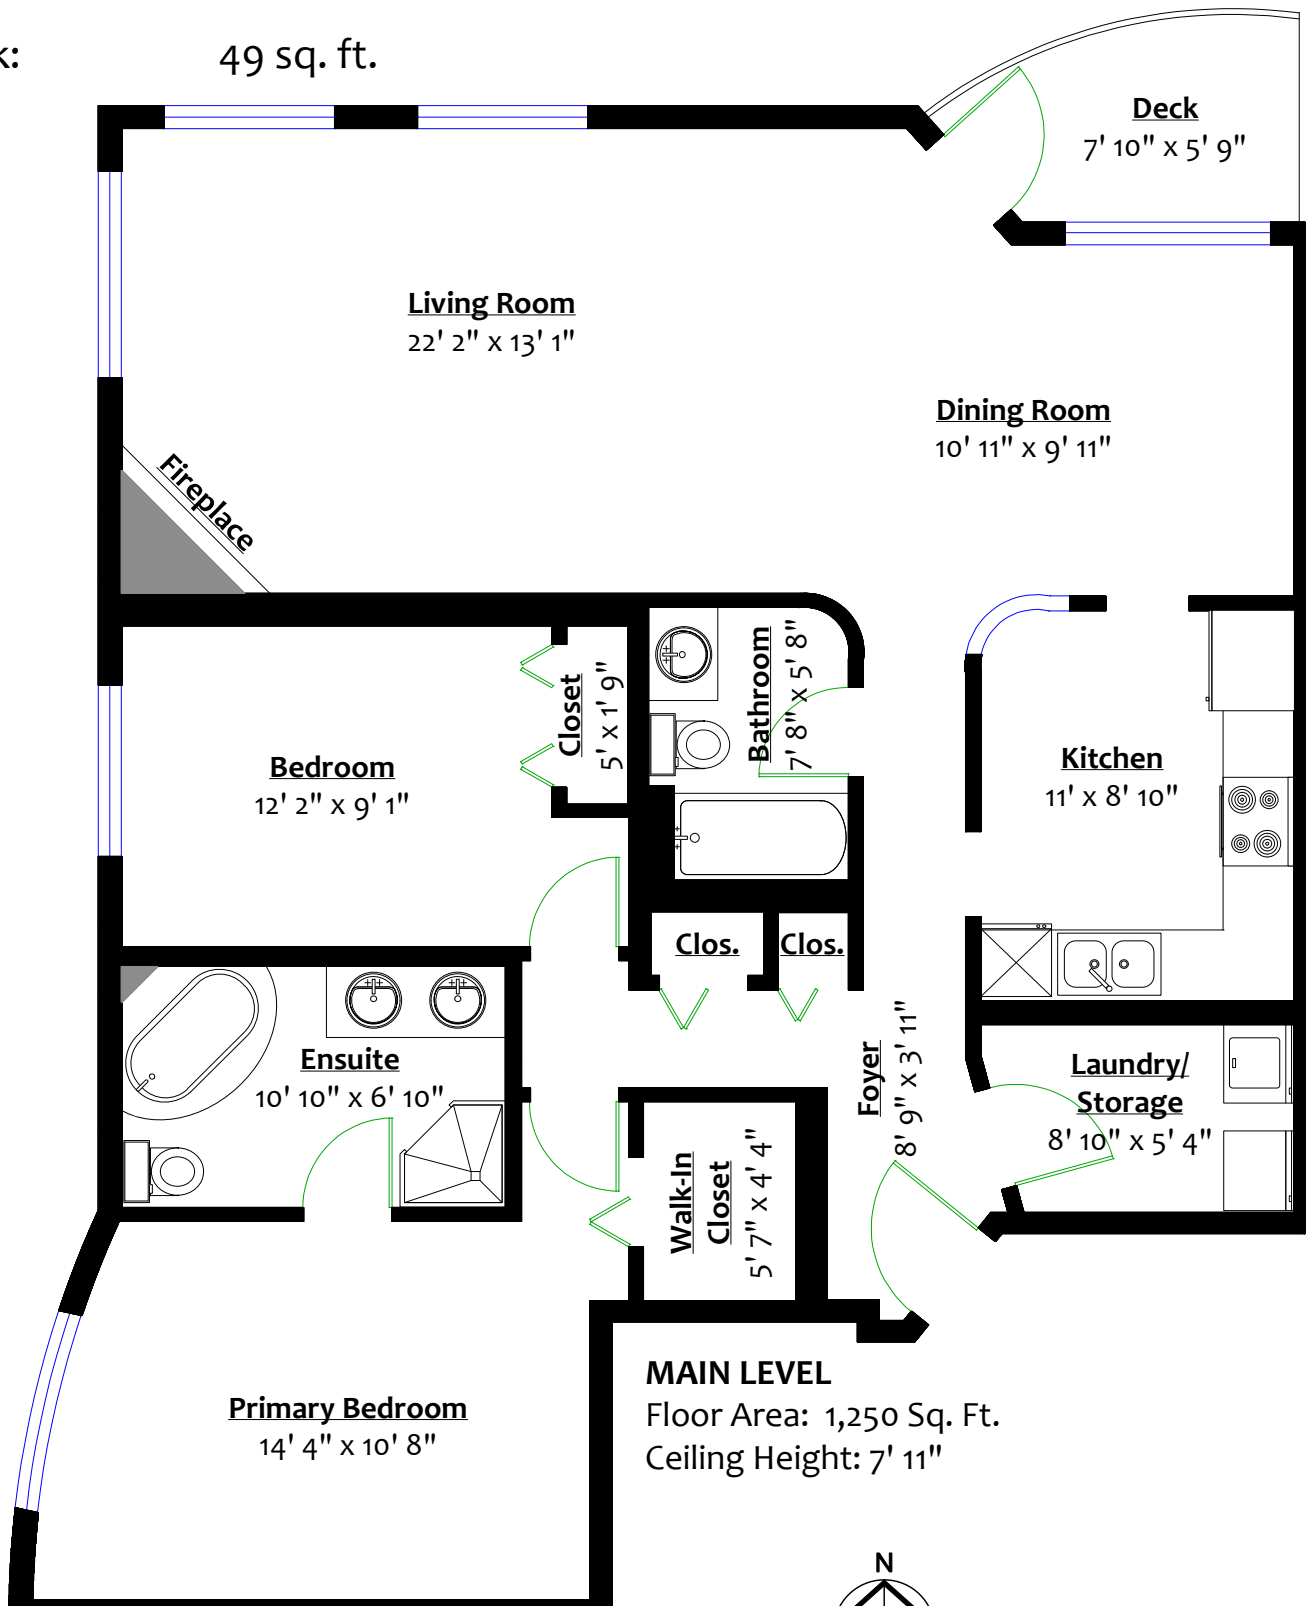 k: 49 sq. ft.
Deck
7' 10" x 5' 9"
Living Room
22' 2" x 13' 1"
Dining Room
10' 11" x 9' 11"
Fireplace
Closet
5' x 1' 9"
Bathroom
7' 8" x 5' 8"
Bedroom
12' 2" x 9' 1"
Kitchen
11' x 8' 10"
Clos.
Clos.
Ensuite
10' 10" x 6' 10"
Foyer
8' 9" x 3' 11"
Laundry/
Storage
8' 10" x 5' 4"
Walk-In
Closet
5' 7" x 4' 4"
Primary Bedroom
14' 4" x 10' 8"
MAIN LEVEL
Floor Area: 1,250 Sq. Ft.
Ceiling Height: 7' 11"
N